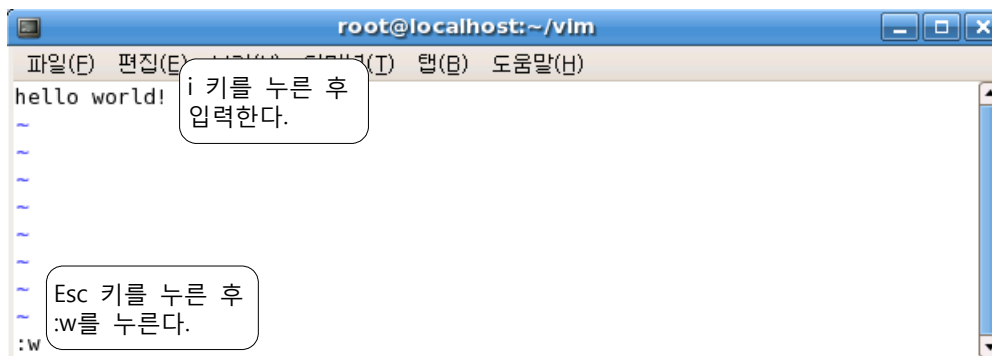 root@localhost:~/vim
파일(F) 편집(E) (T) 탭(B) 도움말(H)
hello world!
i 키를 누른 후
입력한다.
~
~
~
~
~
~
~
~
Esc 키를 누른 후
:w를 누른다.
:w